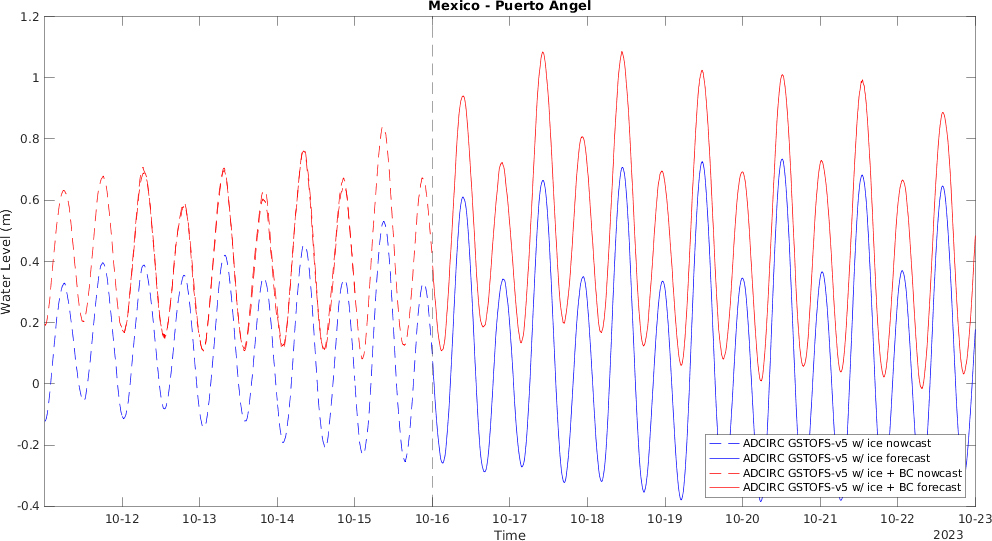 Mexico - Puerto Angel
1.2
1
0.8
0.6
0.4
0.2
0
-0.2
-0.4
Water Level (m)
ADCIRC GSTOFS-v5 w/ ice nowcast
ADCIRC GSTOFS-v5 w/ ice forecast
ADCIRC GSTOFS-v5 w/ ice + BC nowcast
ADCIRC GSTOFS-v5 w/ ice + BC forecast
10-12 10-13 10-14 10-15 10-16 10-17 10-18 10-19 10-20 10-21 10-22 10-23
Time
2023